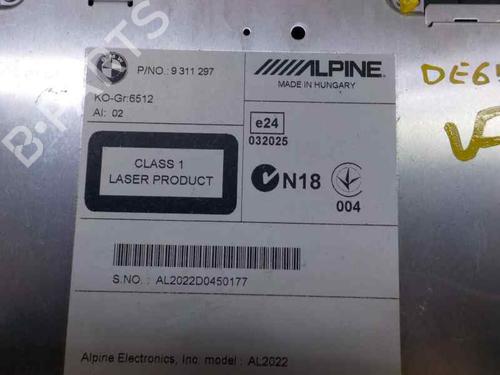 P/NO.: 9 311 297
ALPINE
MADE IN HUNGARY
KO-Gr:6512
AI: 02
e24
032025
CLASS 1
LASER PRODUCT
N18
004
S.NO. : AL2022D0450177
Alpine Electronics, Inc. model : AL2022
B-PARTS